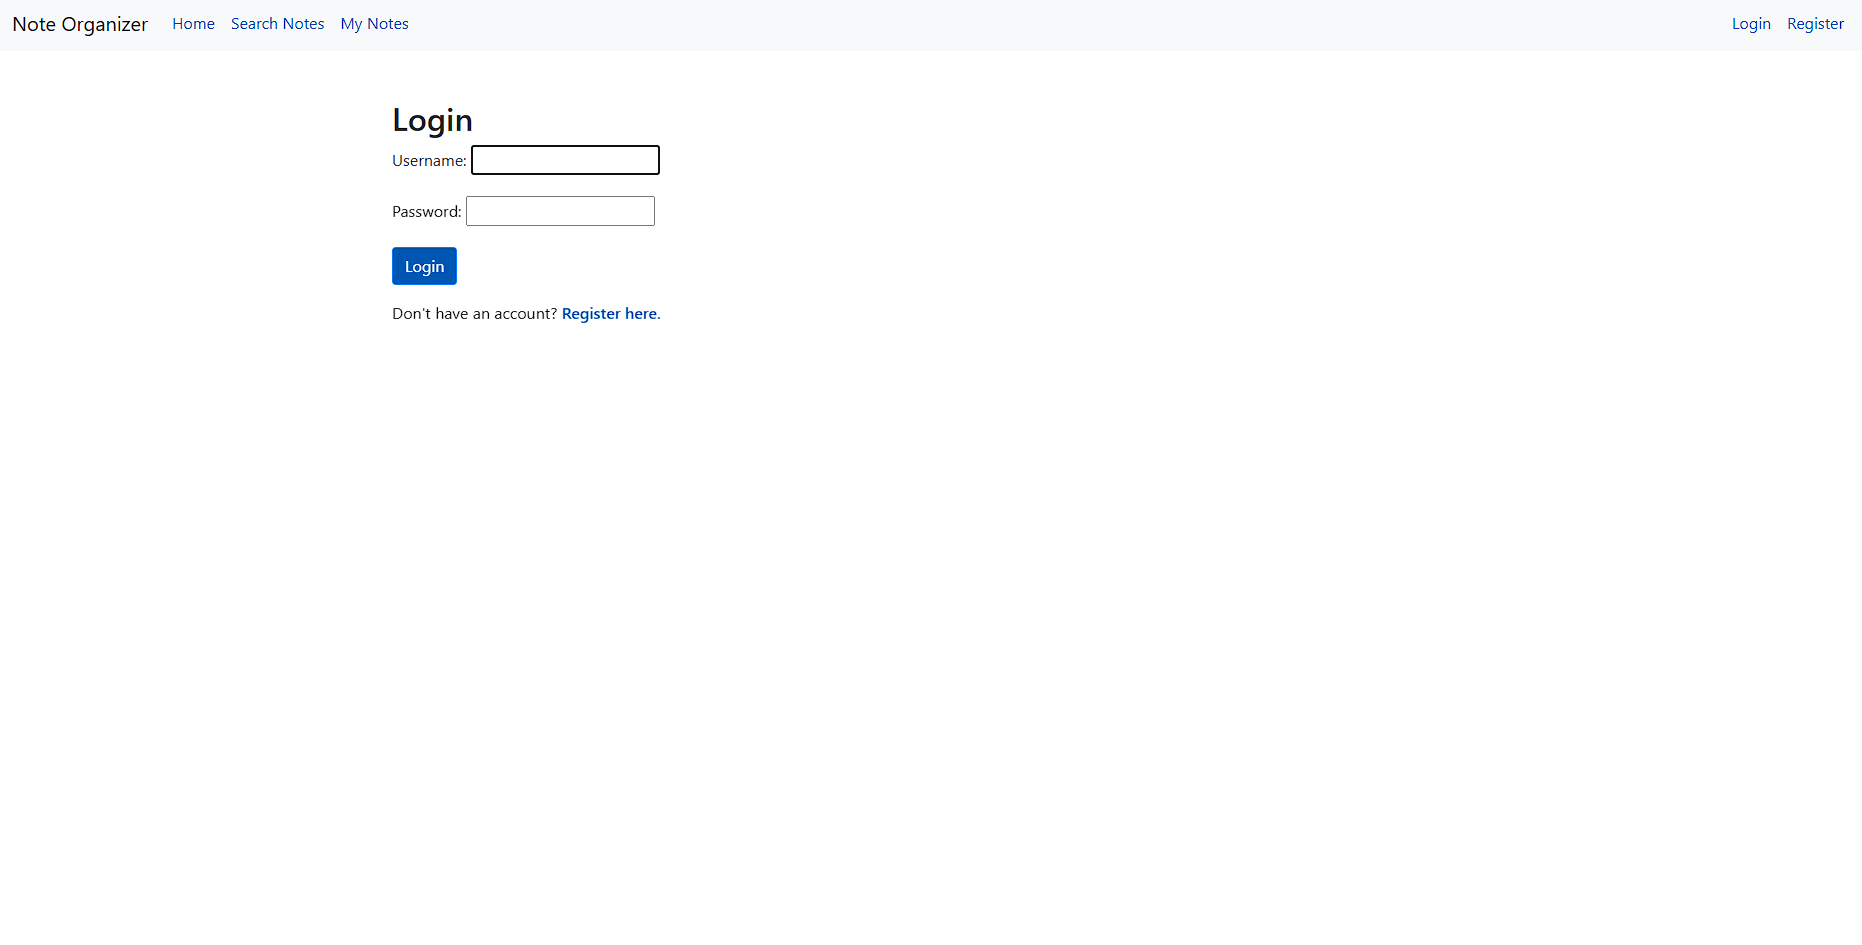 Note Organizer Home Search Notes My Notes Login Register
Login
Username:
Password:
Login
Don't have an account? Register here.